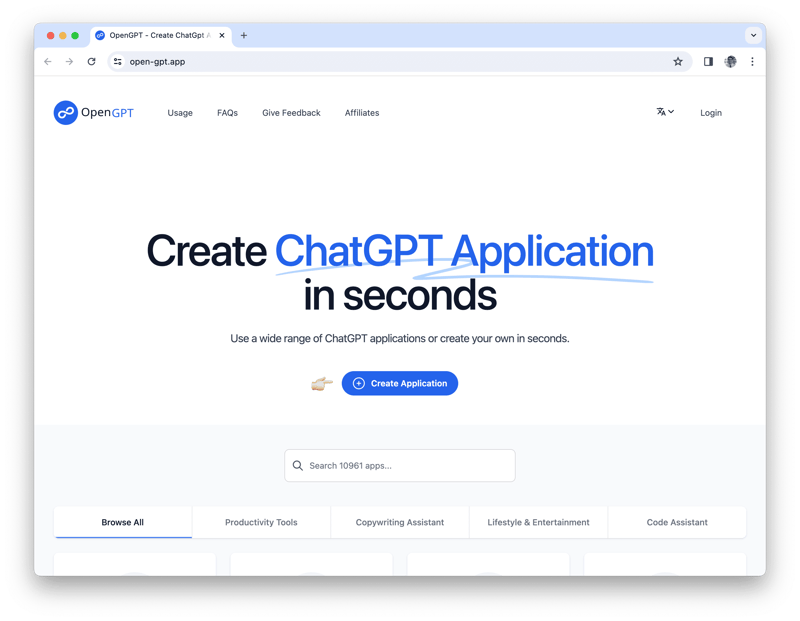 OpenGPT - Create ChatGpt A
open-gpt.app
OpenGPT
Usage
FAQs
Give Feedback
Affiliates
Login
Create ChatGPT Application
in seconds
Use a wide range of ChatGPT applications or create your own in seconds.
Create Application
Search 10961 apps...
Browse All
Productivity Tools
Copywriting Assistant
Lifestyle & Entertainment
Code Assistant